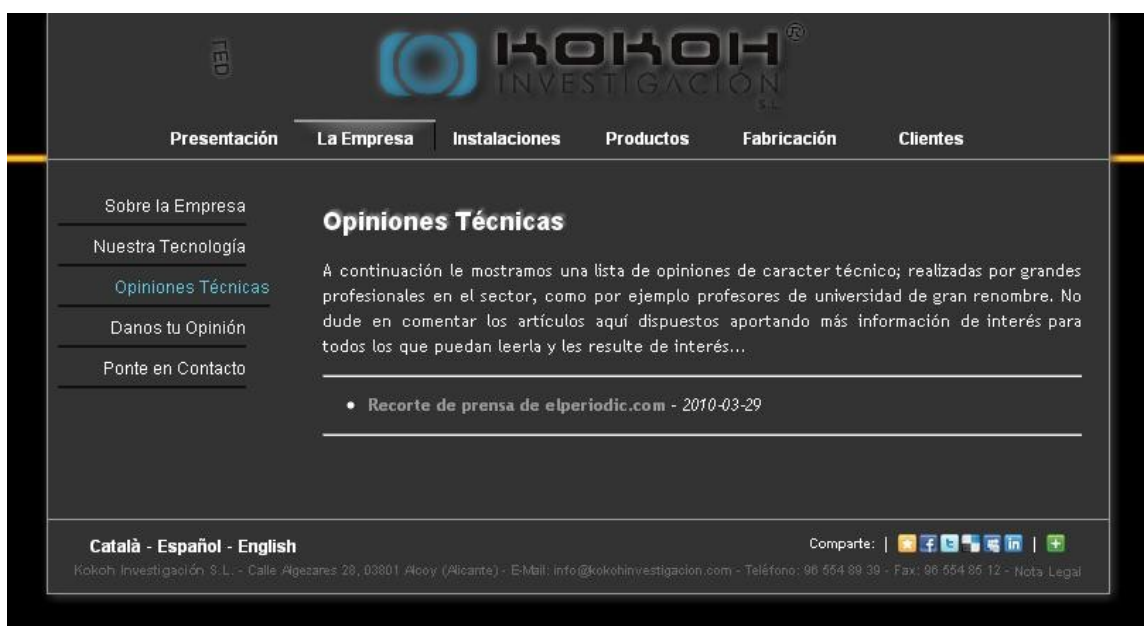 LED
KOKOH®
INVESTIGACIÓN
S.L.
Presentación La Empresa Instalaciones Productos Fabricación Clientes
Sobre la Empresa
Nuestra Tecnología
Opiniones Técnicas
Danos tu Opinión
Ponte en Contacto
Opiniones Técnicas
A continuación le mostramos una lista de opiniones de caracter técnico; realizadas por grandes
profesionales en el sector, como por ejemplo profesores de universidad de gran renombre. No
dude en comentar los artículos aquí dispuestos aportando más información de interés para
todos los que puedan leerla y les resulte de interés...
• Recorte de prensa de elperiodic.com - 2010-03-29
Català - Español - English
Comparte: | |
Kokoh Investigación S.L. - Calle Algezares 28, 03801 Alcoy (Alicante) - E-Mail: info@kokohinvestigacion.com - Teléfono: 96 554 89 39 - Fax: 96 554 85 12 - Nota Legal